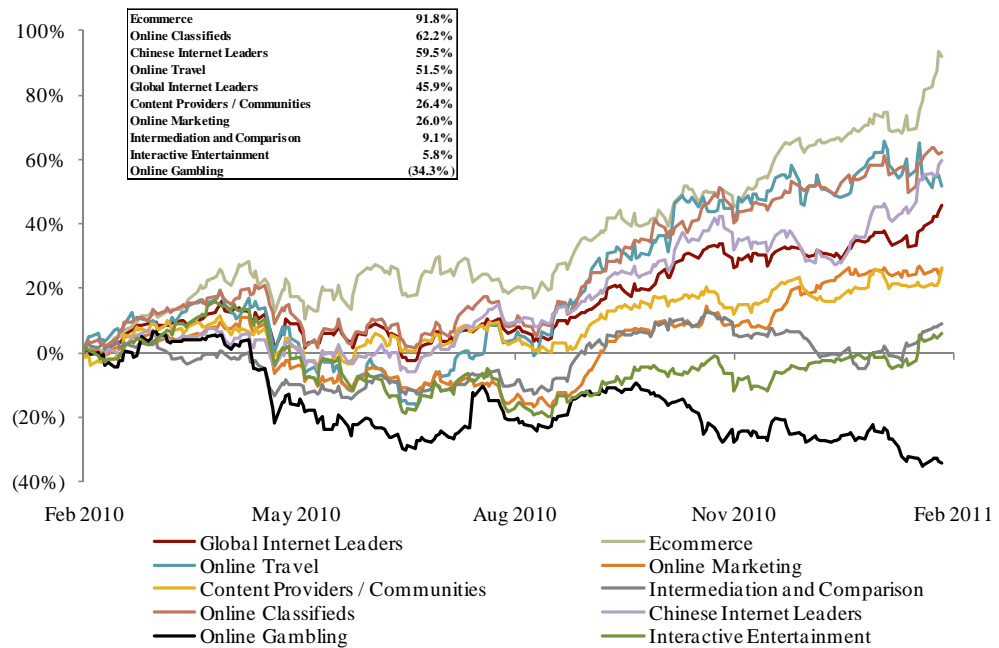 Ecommerce 91.8%
Online Classifieds 62.2%
Chinese Internet Leaders 59.5%
Online Travel 51.5%
Global Internet Leaders 45.9%
Content Providers / Communities 26.4%
Online Marketing 26.0%
Intermediation and Comparison 9.1%
Interactive Entertainment 5.8%
Online Gambling (34.3%)
100%
80%
60%
40%
20%
0%
(20%)
(40%)
Feb 2010 May 2010 Aug 2010 Nov 2010 Feb 2011
Global Internet Leaders Ecommerce
Online Travel Online Marketing
Content Providers / Communities Intermediation and Comparison
Online Classifieds Chinese Internet Leaders
Online Gambling Interactive Entertainment